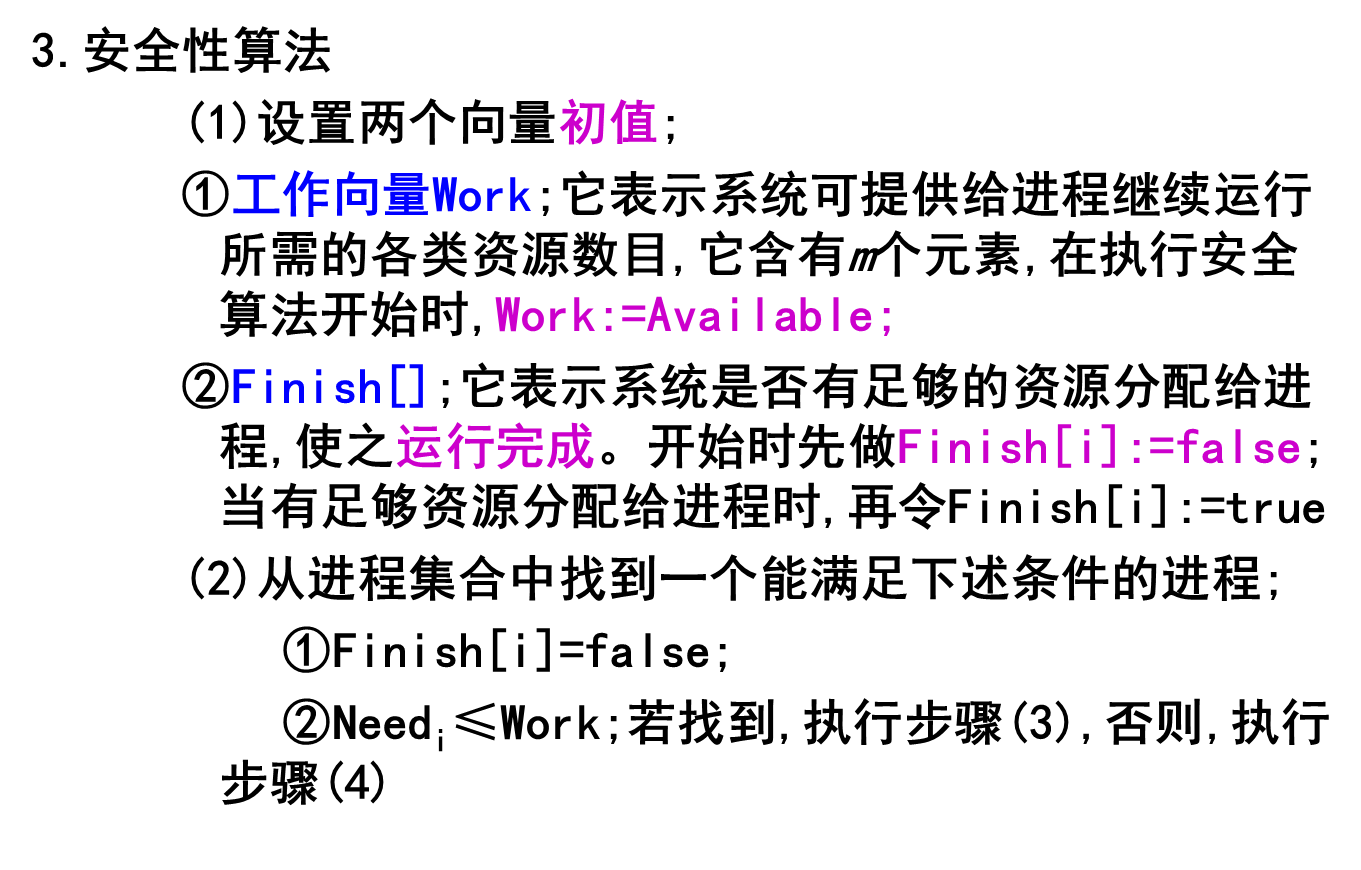 3.安全性算法
(1)设置两个向量初值;
①工作向量Work;它表示系统可提供给进程继续运行
所需的各类资源数目,它含有m个元素,在执行安全
算法开始时,Work:=Available;
②Finish[];它表示系统是否有足够的资源分配给进
程,使之运行完成。开始时先做Finish[i]:=false;
当有足够资源分配给进程时,再令Finish[i]:=true
(2)从进程集合中找到一个能满足下述条件的进程;
①Finish[i]=false;
②Needi≤Work;若找到,执行步骤(3),否则,执行
步骤(4)